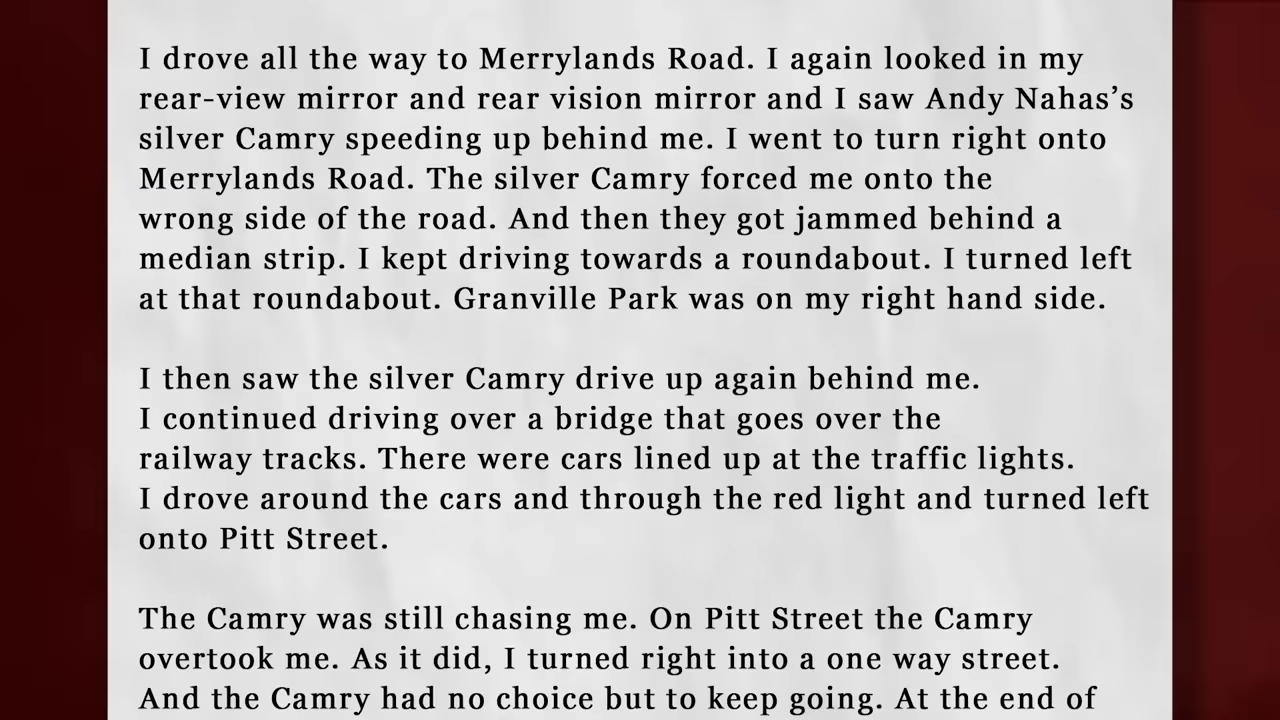 I drove all the way to Merrylands Road. I again looked in my
rear-view mirror and rear vision mirror and I saw Andy Nahas’s
silver Camry speeding up behind me. I went to turn right onto
Merrylands Road. The silver Camry forced me onto the
wrong side of the road. And then they got jammed behind a
median strip. I kept driving towards a roundabout. I turned left
at that roundabout. Granville Park was on my right hand side.
I then saw the silver Camry drive up again behind me.
I continued driving over a bridge that goes over the
railway tracks. There were cars lined up at the traffic lights.
I drove around the cars and through the red light and turned left
onto Pitt Street.
The Camry was still chasing me. On Pitt Street the Camry
overtook me. As it did, I turned right into a one way street.
And the Camry had no choice but to keep going. At the end of